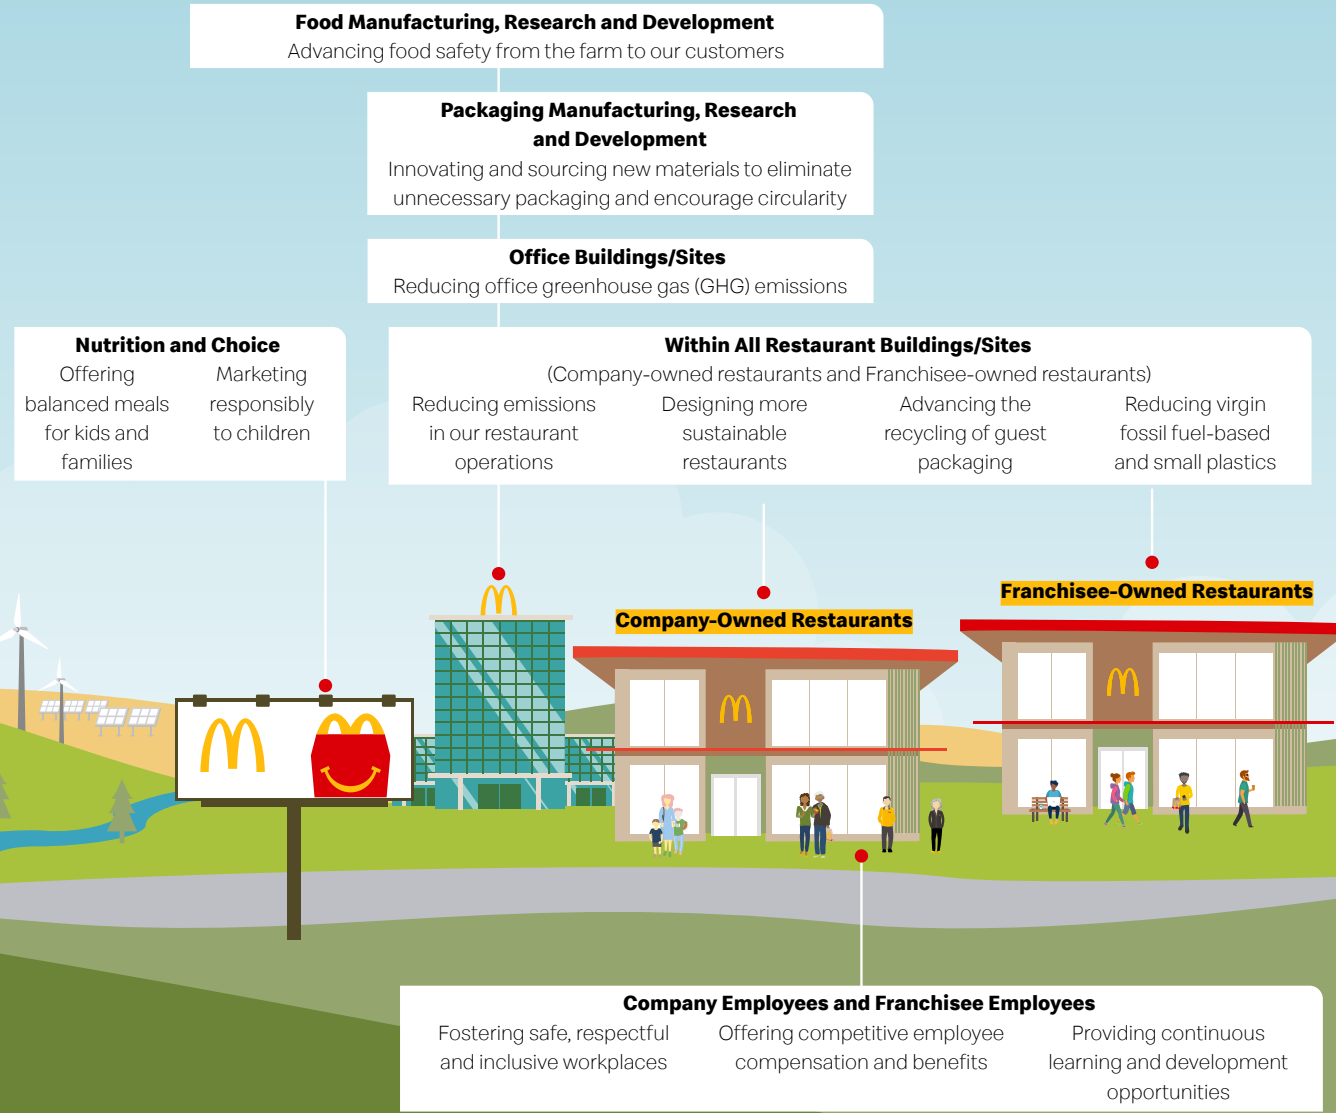 Food Manufacturing, Research and Development
Advancing food safety from the farm to our customers
Packaging Manufacturing, Research
and Development
Innovating and sourcing new materials to eliminate
unnecessary packaging and encourage circularity
Office Buildings/Sites
Reducing office greenhouse gas (GHG) emissions
Nutrition and Choice
Offering
balanced meals
for kids and
families
Marketing
responsibly
to children
Within All Restaurant Buildings/Sites
(Company-owned restaurants and Franchisee-owned restaurants)
Reducing emissions
in our restaurant
operations
Designing more
sustainable
restaurants
Advancing the
recycling of guest
packaging
Reducing virgin
fossil fuel-based
and small plastics
Franchisee-Owned Restaurants
Company-Owned Restaurants
Company Employees and Franchisee Employees
Fostering safe, respectful
and inclusive workplaces
Offering competitive employee
compensation and benefits
Providing continuous
learning and development
opportunities